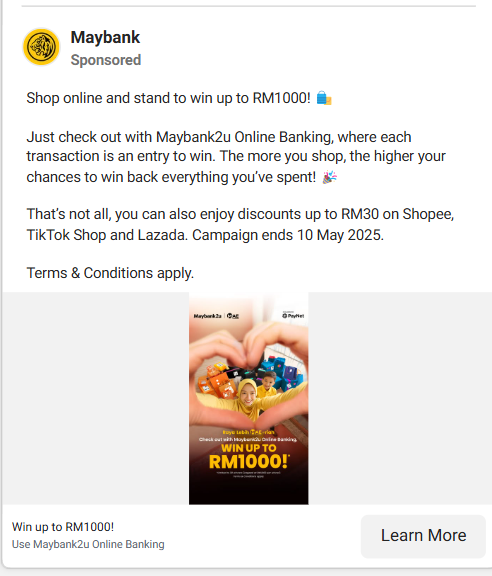 Maybank
Sponsored
Shop online and stand to win up to RM1000! 🛍️
Just check out with Maybank2u Online Banking, where each
transaction is an entry to win. The more you shop, the higher your
chances to win back everything you’ve spent! 🎉
That’s not all, you can also enjoy discounts up to RM30 on Shopee,
TikTok Shop and Lazada. Campaign ends 10 May 2025.
Terms & Conditions apply.
Maybank2u | MAE
PayNet
Raya Lebih MAE-riah
Check out with Maybank2u Online Banking,
WIN UP TO
RM1000!*
Win up to RM1000!
Use Maybank2u Online Banking
Learn More